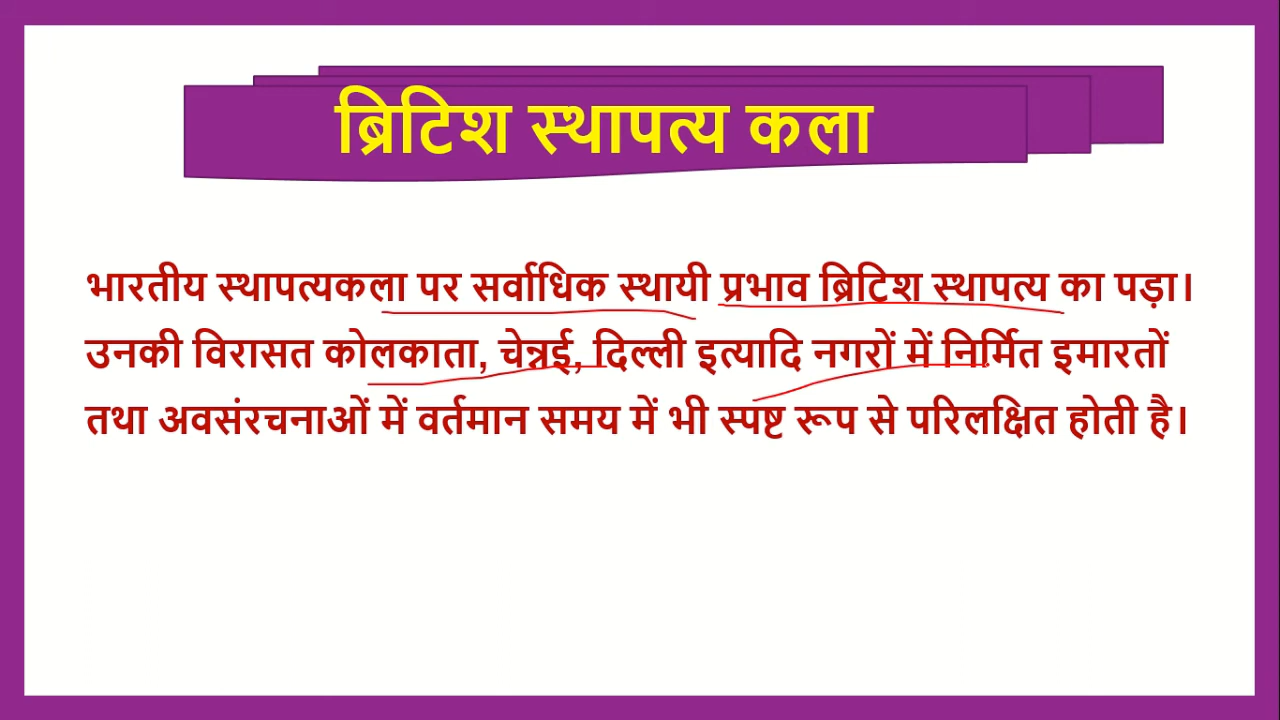 ब्रिटिश स्थापत्य कला
भारतीय स्थापत्यकला पर सर्वाधिक स्थायी प्रभाव ब्रिटिश स्थापत्य का पड़ा।
उनकी विरासत कोलकाता, चेन्नई, दिल्ली इत्यादि नगरों में निर्मित इमारतों
तथा अवसंरचनाओं में वर्तमान समय में भी स्पष्ट रूप से परिलक्षित होती है।